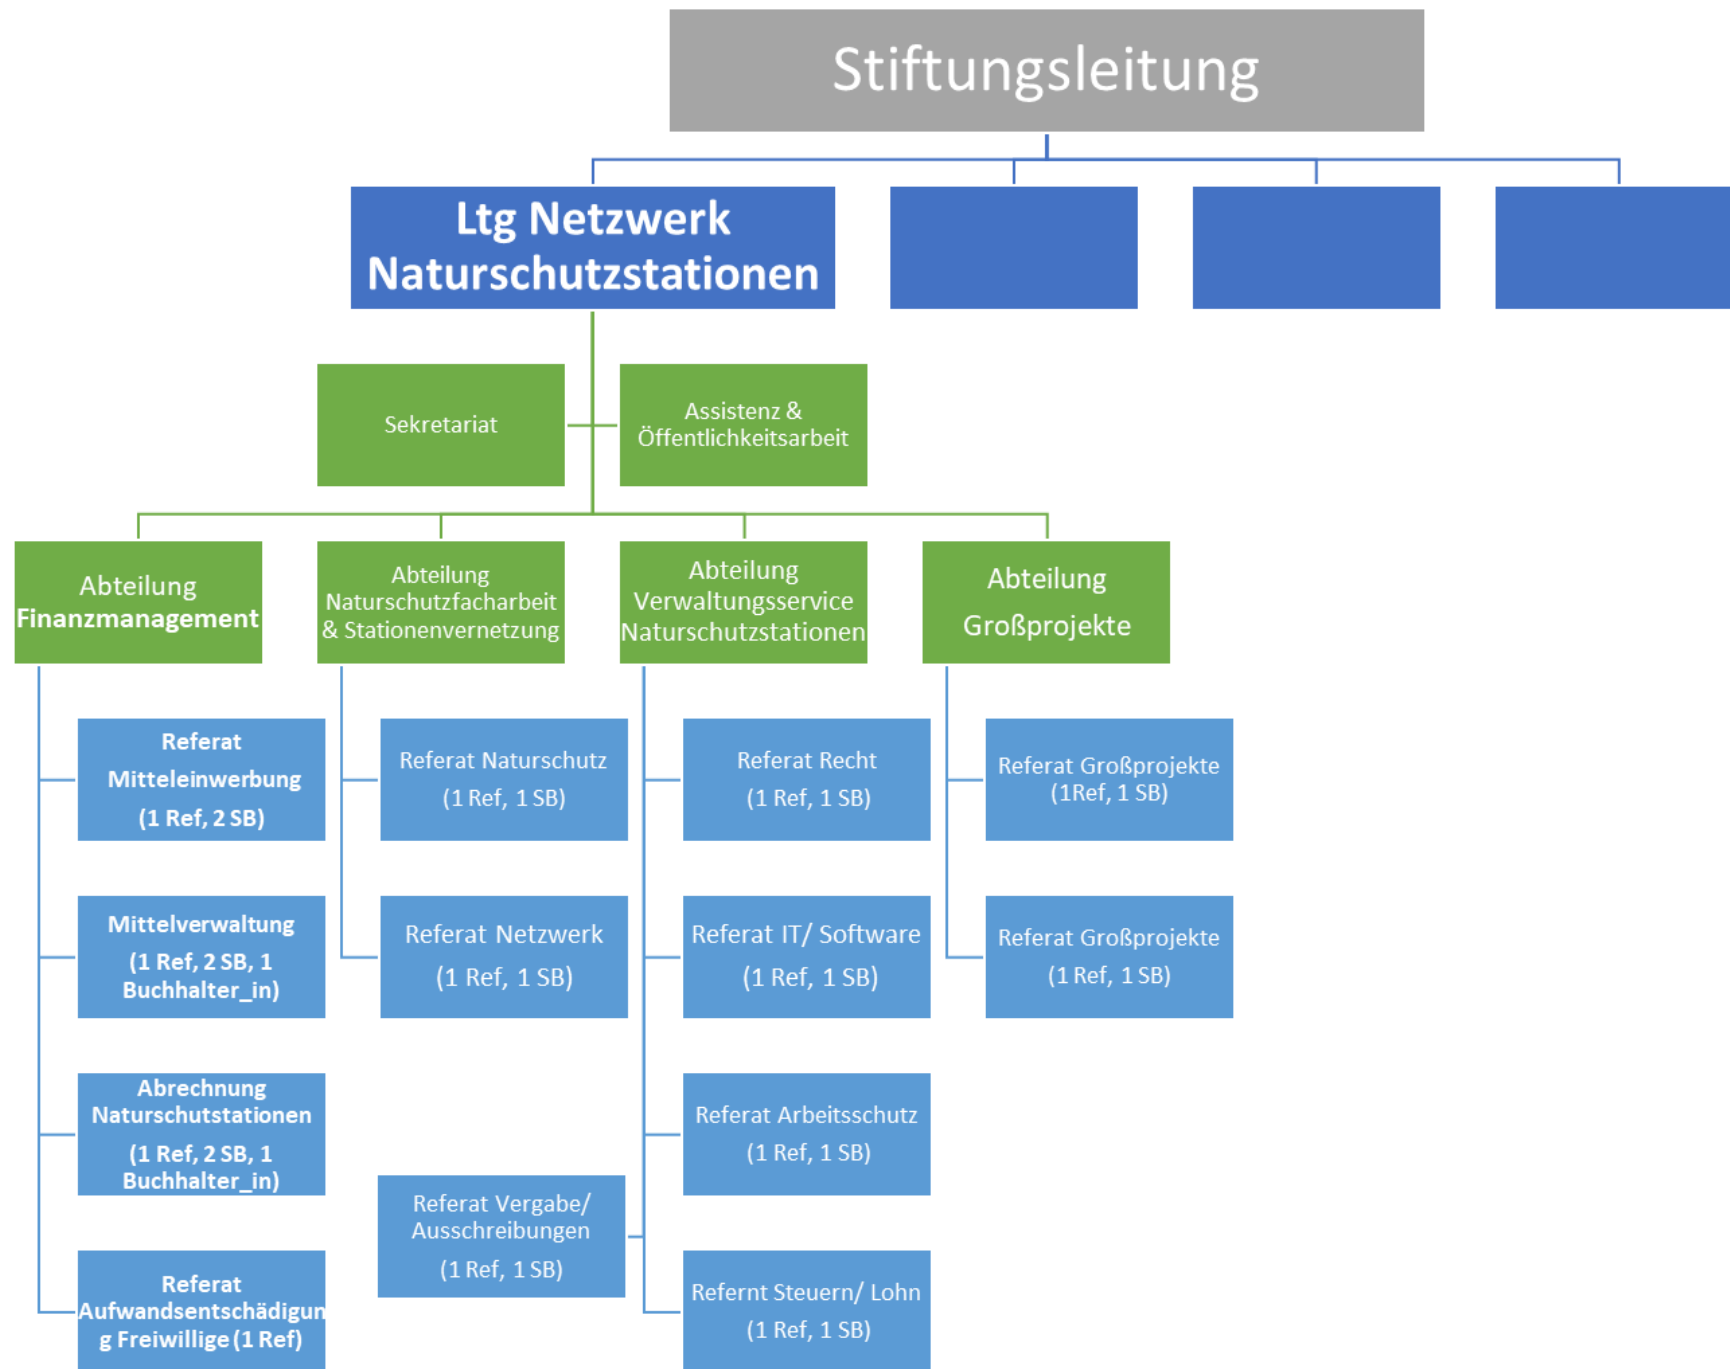 Stiftungsleitung
Ltg Netzwerk
Naturschutzstationen
Sekretariat
Assistenz &
Öffentlichkeitsarbeit
Abteilung
Finanzmanagement
Abteilung
Naturschutzfacharbeit
& Stationenvernetzung
Abteilung
Verwaltungsservice
Naturschutzstationen
Abteilung
Großprojekte
Referat
Mitteleinwerbung
(1 Ref, 2 SB)
Mittelverwaltung
(1 Ref, 2 SB, 1
Buchhalter_in)
Abrechnung
Naturschutstationen
(1 Ref, 2 SB, 1
Buchhalter_in)
Referat
Aufwandsentschädigun
g Freiwillige (1 Ref)
Referat Naturschutz
(1 Ref, 1 SB)
Referat Netzwerk
(1 Ref, 1 SB)
Referat Recht
(1 Ref, 1 SB)
Referat IT/ Software
(1 Ref, 1 SB)
Referat Arbeitsschutz
(1 Ref, 1 SB)
Referat Vergabe/
Ausschreibungen
(1 Ref, 1 SB)
Refernt Steuern/ Lohn
(1 Ref, 1 SB)
Referat Großprojekte
(1Ref, 1 SB)
Referat Großprojekte
(1 Ref, 1 SB)